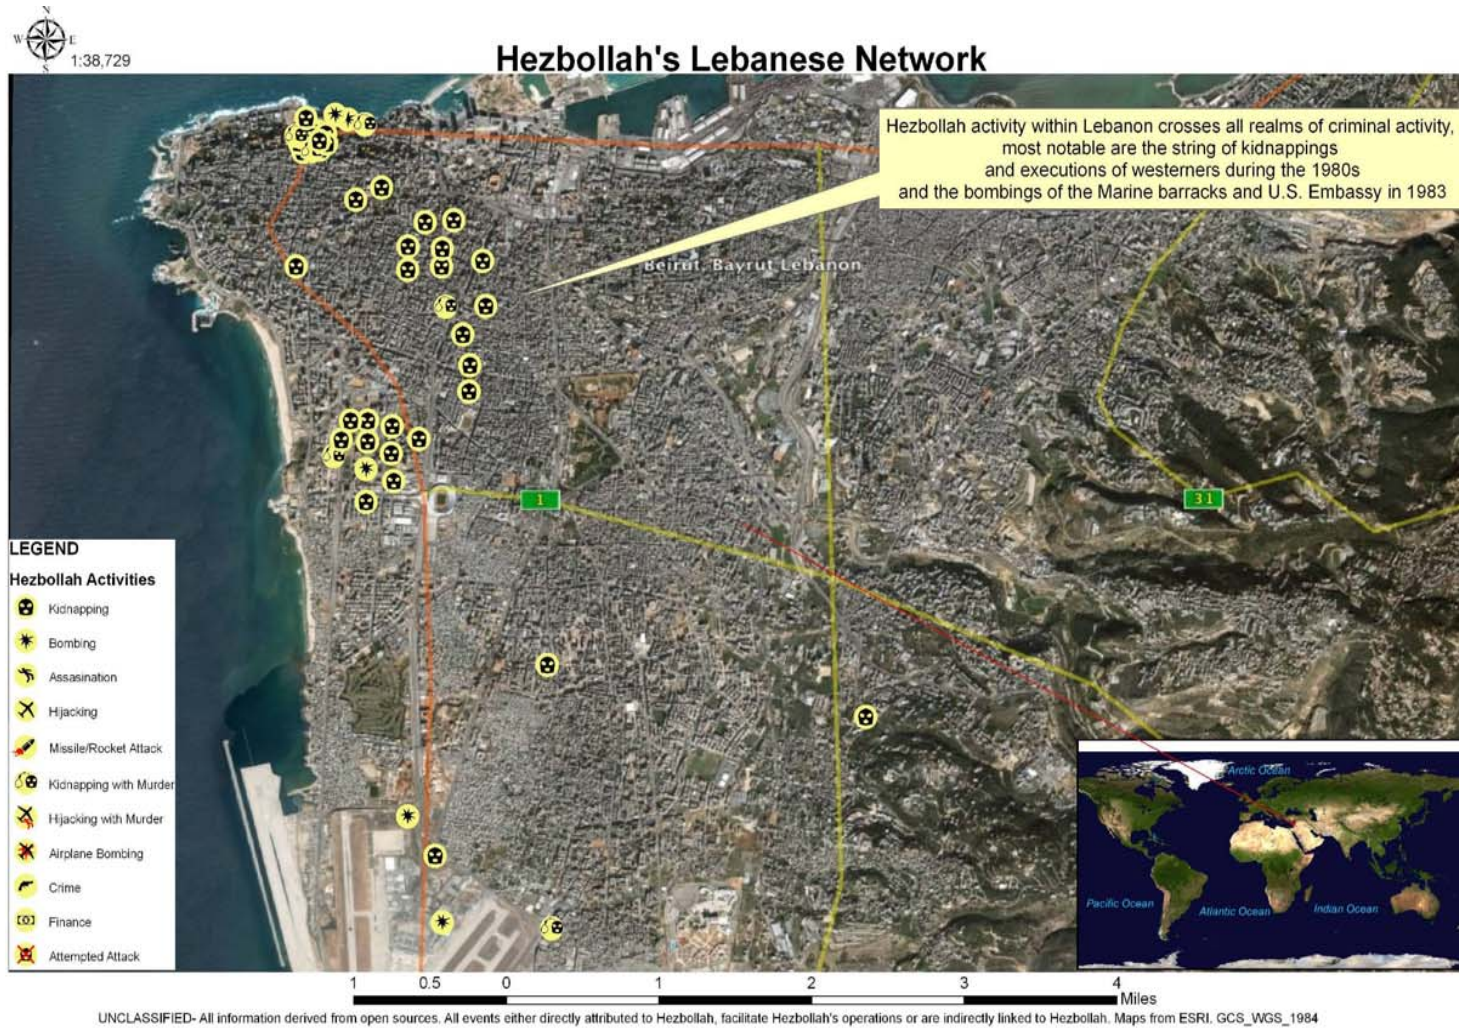 N
W E
S
1:38,729
Hezbollah's Lebanese Network
Hezbollah activity within Lebanon crosses all realms of criminal activity,
most notable are the string of kidnappings
and executions of westerners during the 1980s
and the bombings of the Marine barracks and U.S. Embassy in 1983
Beirut, Bayrut, Lebanon
1
31
LEGEND
Hezbollah Activities
Kidnapping
Bombing
Assasination
Hijacking
Missile/Rocket Attack
Kidnapping with Murder
Hijacking with Murder
Airplane Bombing
Crime
Finance
Attempted Attack
Arctic Ocean
Pacific Ocean
Atlantic Ocean
Indian Ocean
1 0.5 0 1 2 3 4
Miles
UNCLASSIFIED- All information derived from open sources. All events either directly attributed to Hezbollah, facilitate Hezbollah's operations or are indirectly linked to Hezbollah. Maps from ESRI. GCS_WGS_1984